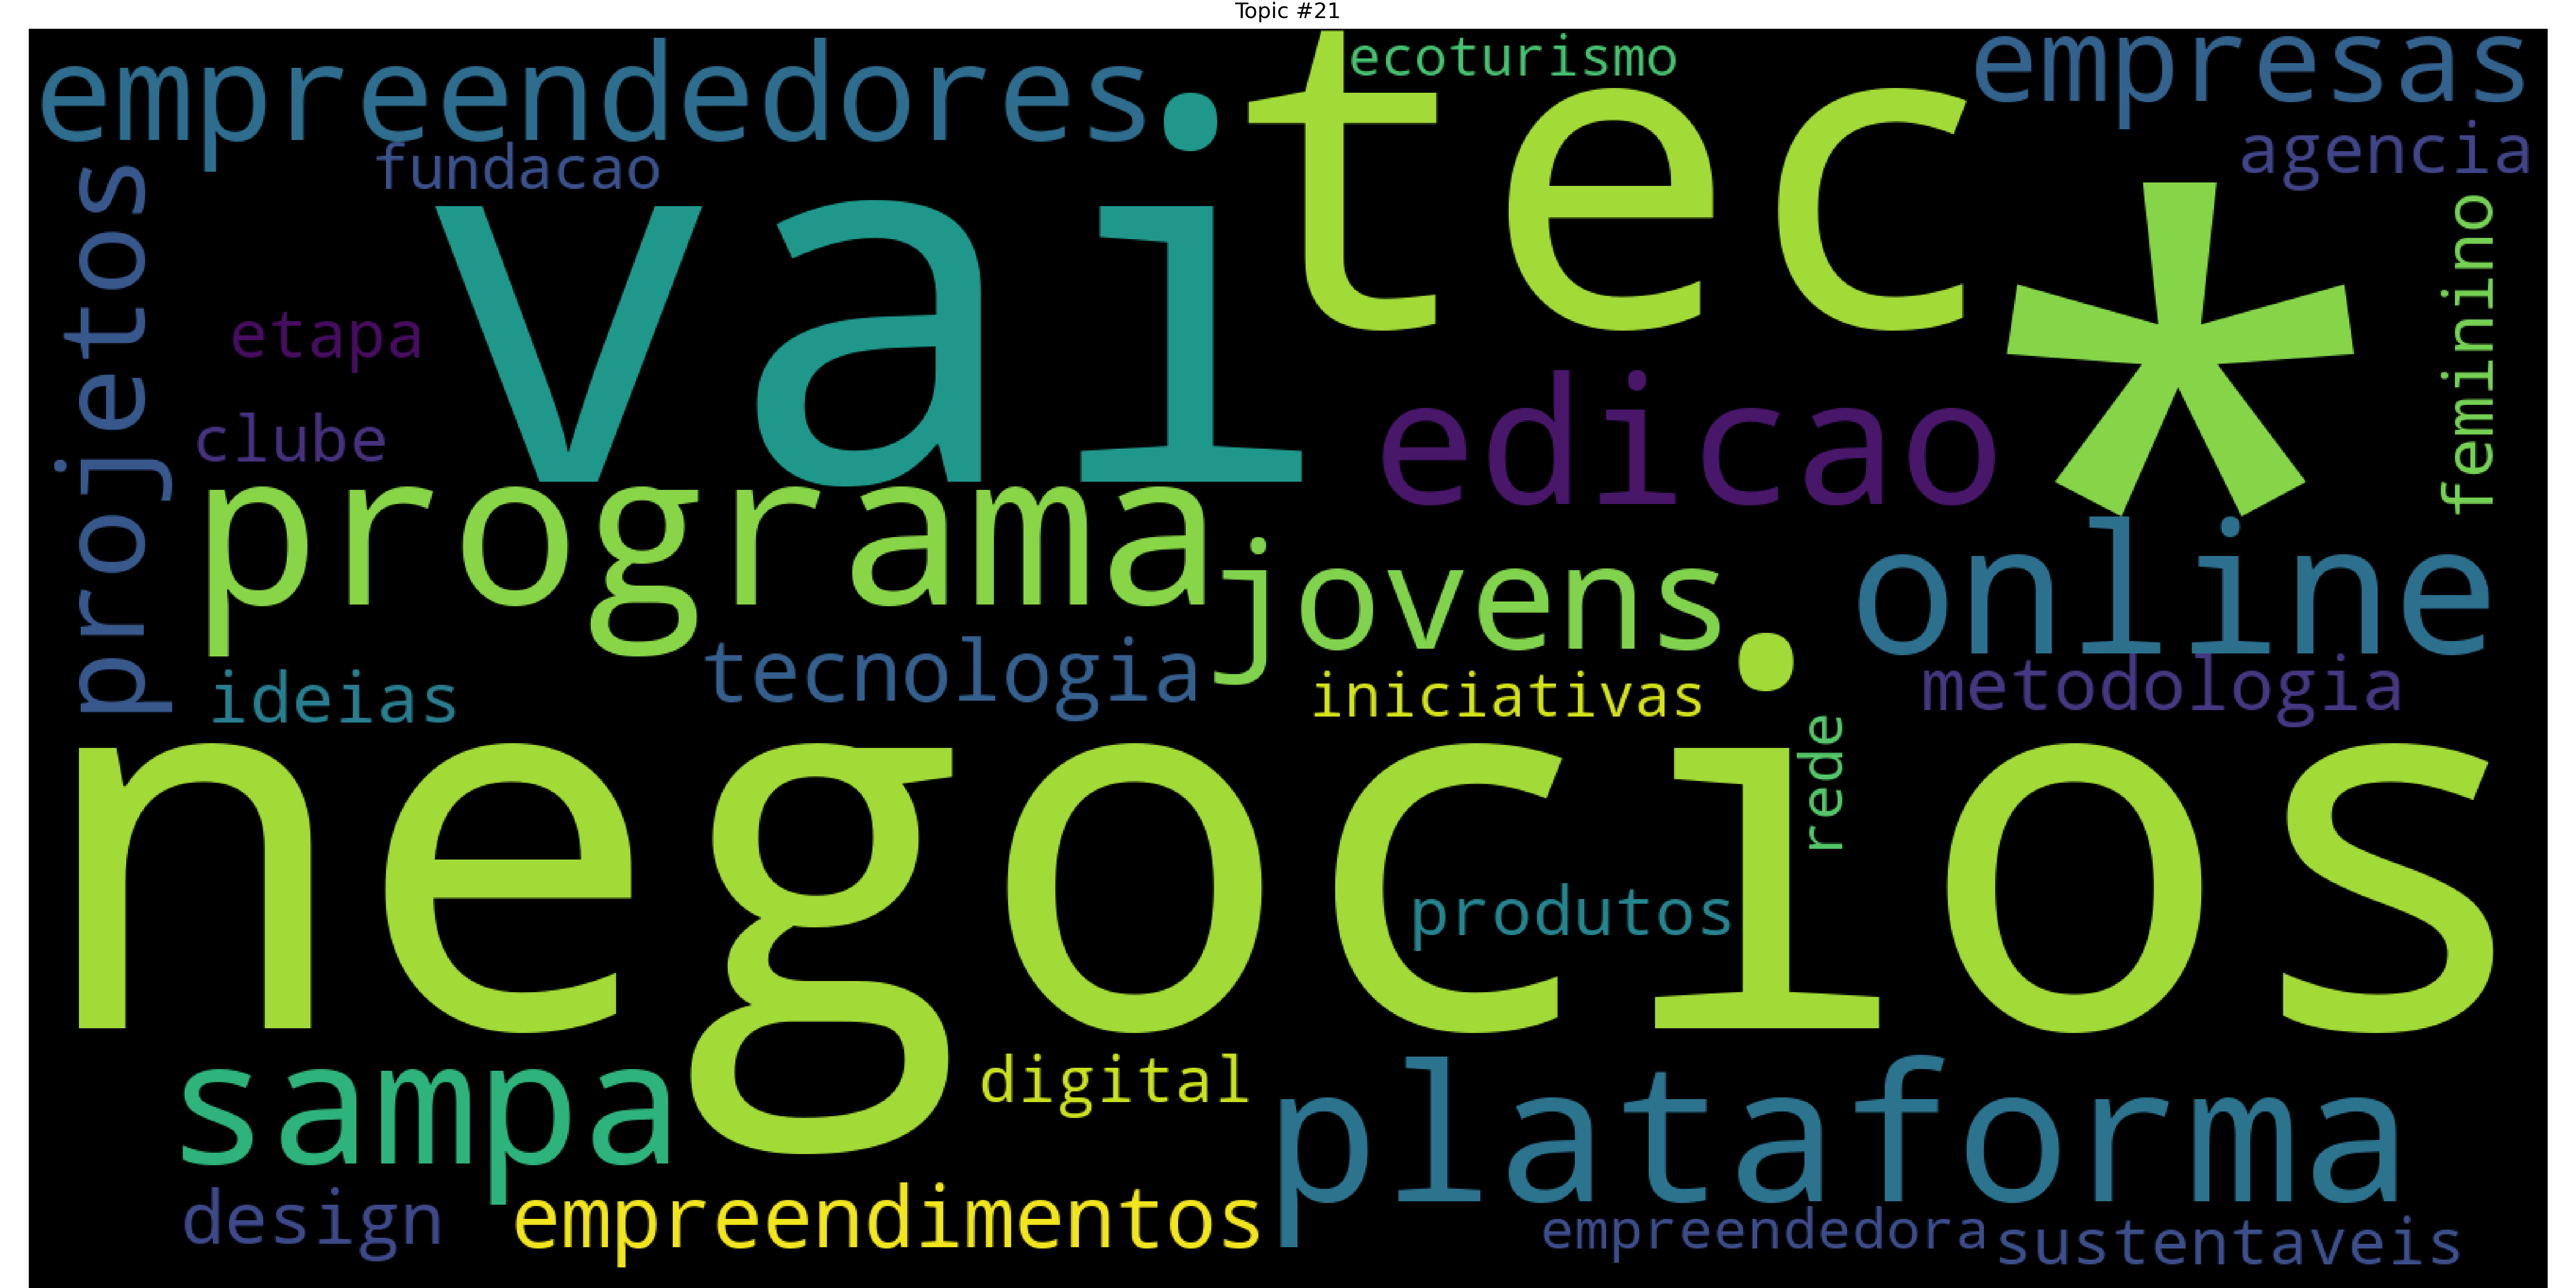 Topic #21
empreendedores
tec
ecoturismo
empresas
agencia
fundacao
vai
*
feminino
projetos
etapa
clube
edicao
programa
jovens
online
tecnologia
iniciativas
metodologia
ideias
rede
negocios
produtos
sampa
digital
plataforma
design
empreendimentos
empreendedora
sustentaveis